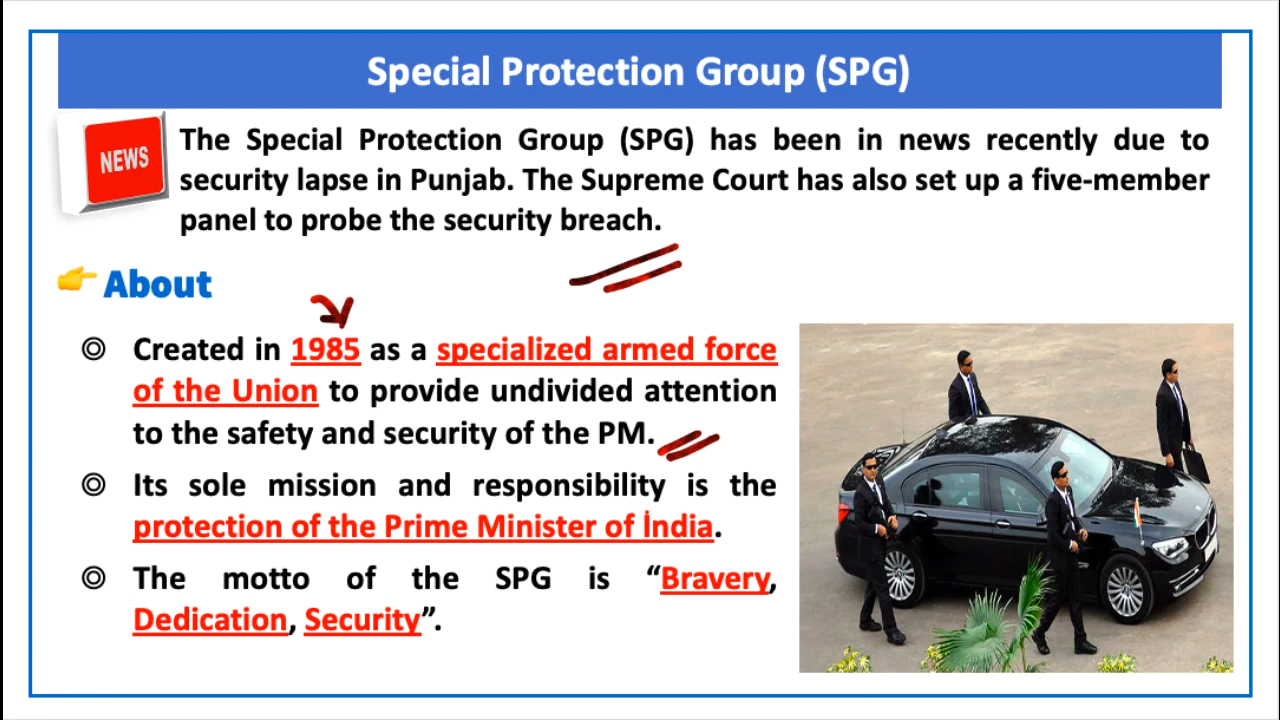 Special Protection Group (SPG)
NEWS
The Special Protection Group (SPG) has been in news recently due to
security lapse in Punjab. The Supreme Court has also set up a five-member
panel to probe the security breach.
About
Created in 1985 as a specialized armed force
of the Union to provide undivided attention
to the safety and security of the PM.
Its sole mission and responsibility is the
protection of the Prime Minister of İndia.
The motto of the SPG is “Bravery,
Dedication, Security”.